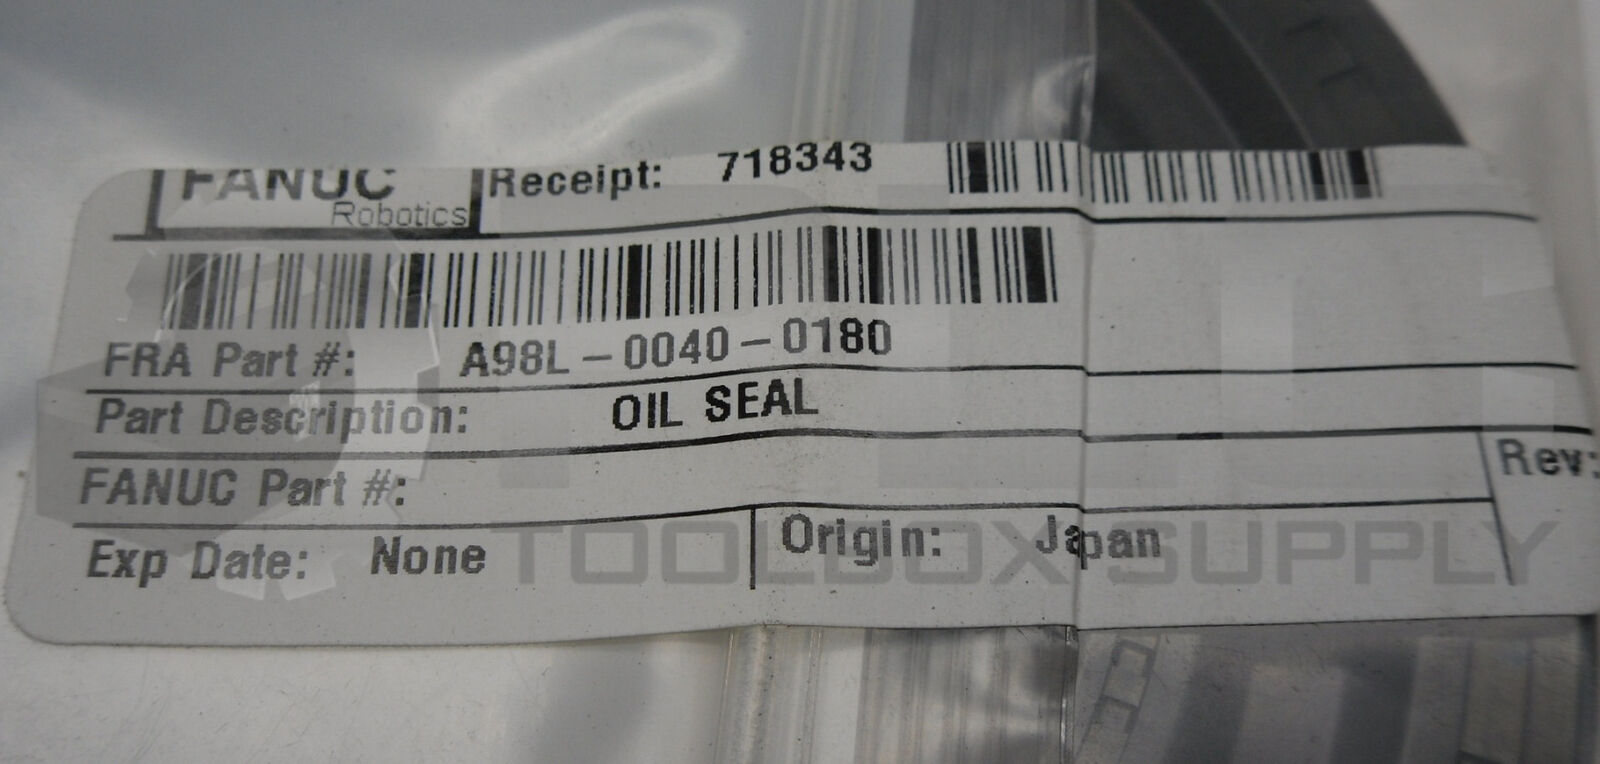 FANUC Robotics Receipt: 718343
FRA Part #: A98L-0040-0180
Part Description: OIL SEAL
FANUC Part #:
Rev:
Exp Date: None Origin: Japan
TOOLBOX SUPPLY